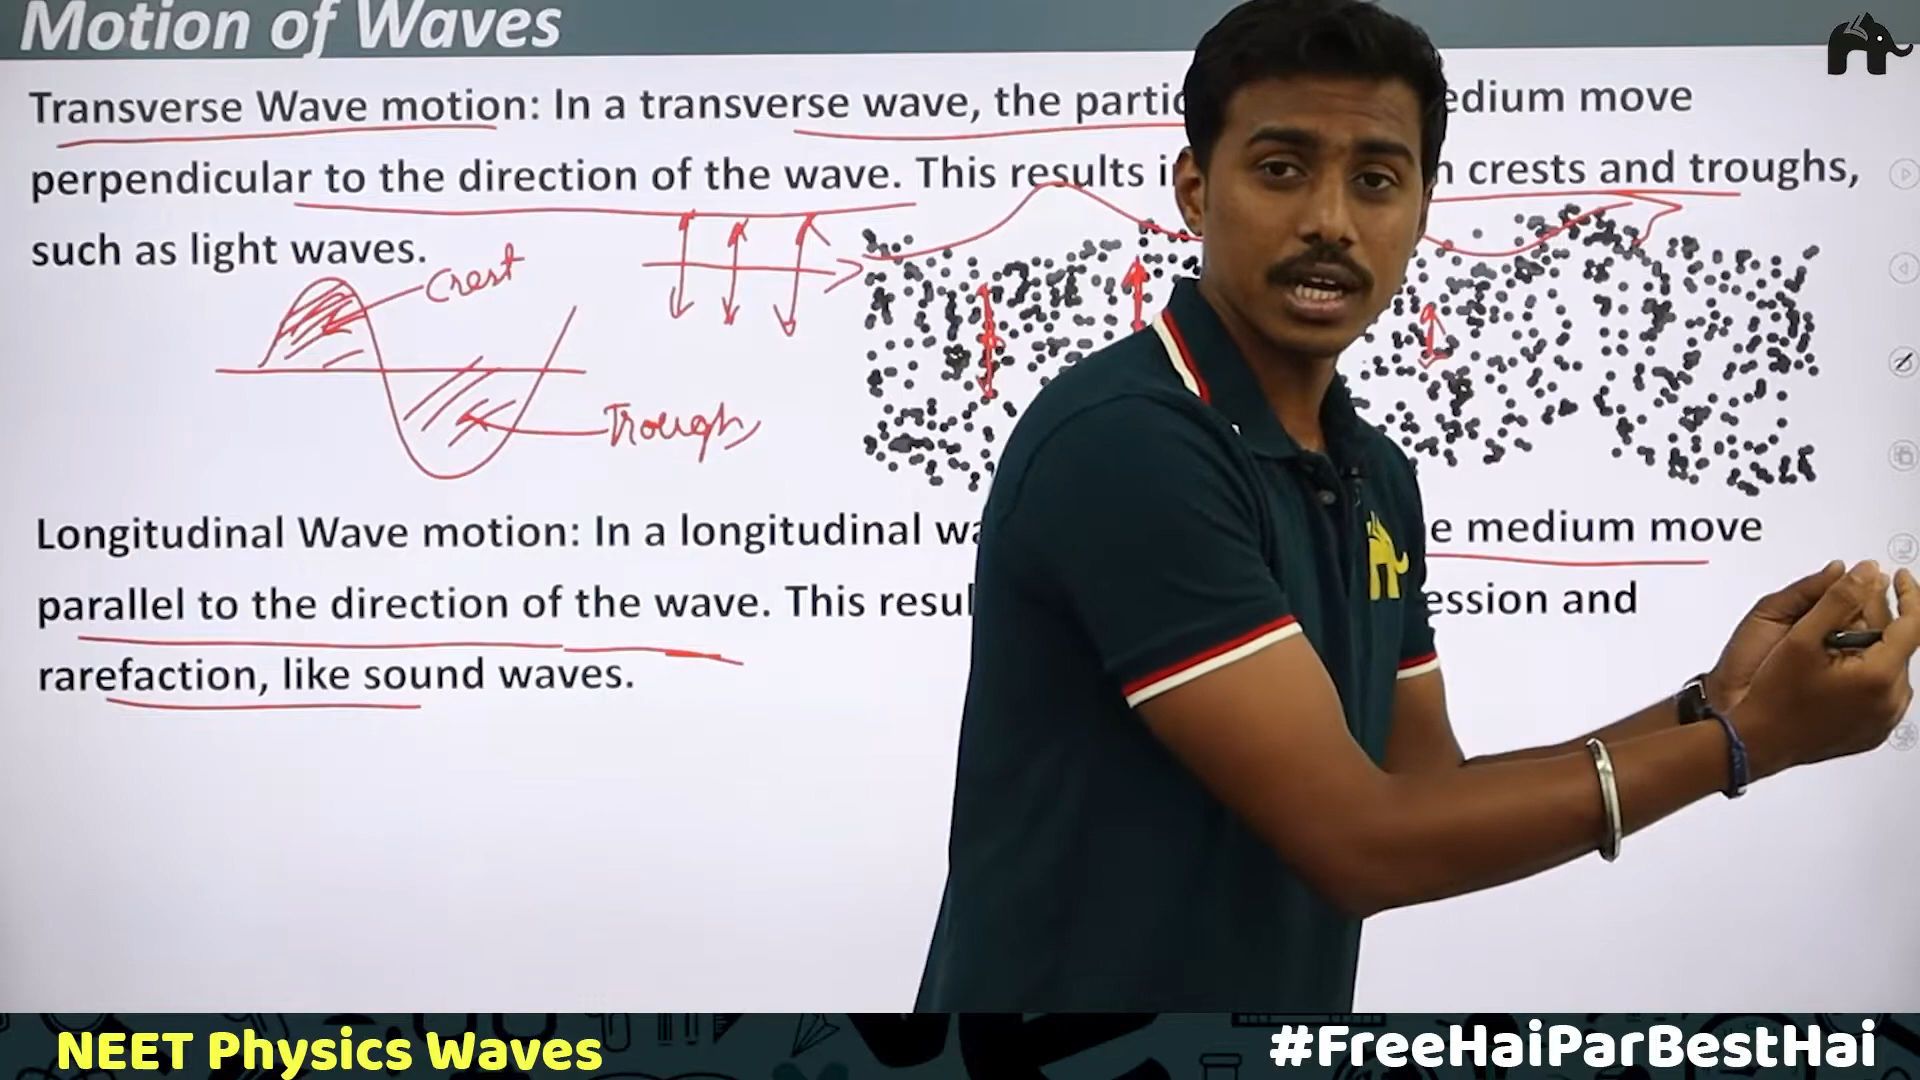 Motion of Waves
Transverse Wave motion: In a transverse wave, the partic edium move
perpendicular to the direction of the wave. This results i n crests and troughs,
such as light waves.
Crest
Trough
Longitudinal Wave motion: In a longitudinal wa e medium move
parallel to the direction of the wave. This resul ession and
rarefaction, like sound waves.
NEET Physics Waves
#FreeHaiParBestHai